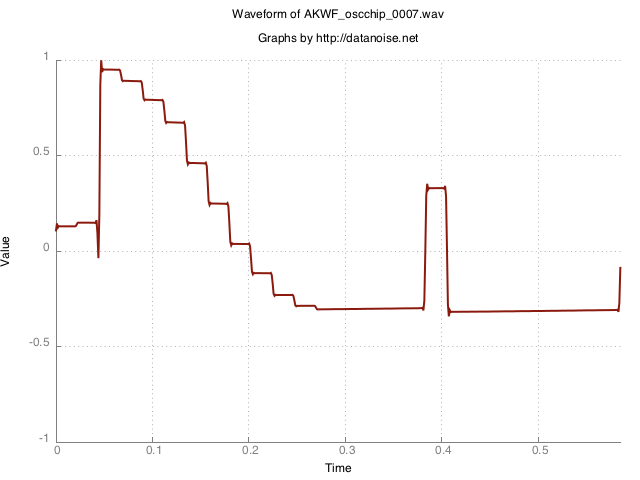 Waveform of AKWF_oscchip_0007.wav
Graphs by http://datanoise.net
1
0.5
0
-0.5
-1
Value
0 0.1 0.2 0.3 0.4 0.5
Time